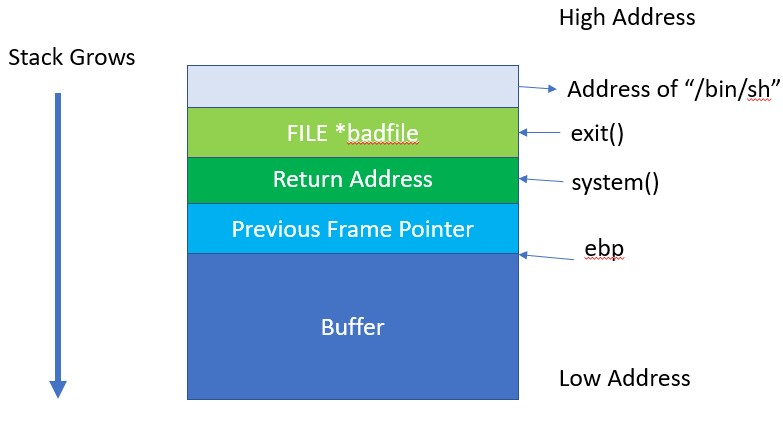 High Address
Stack Grows
Address of “/bin/sh”
FILE *badfile
exit()
Return Address
system()
Previous Frame Pointer
ebp
Buffer
Low Address